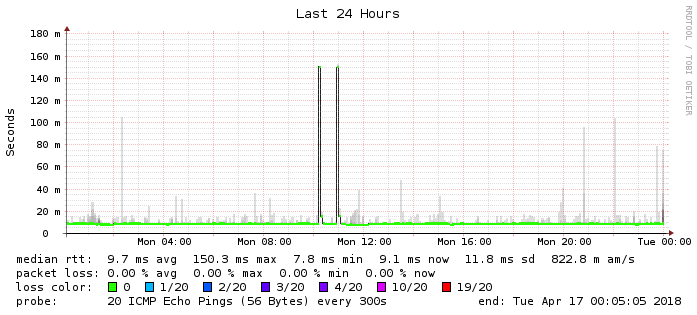 Last 24 Hours
RRDTOOL / TOBI OETIKER
Seconds
180 m
160 m
140 m
120 m
100 m
80 m
60 m
40 m
20 m
0
Mon 04:00 Mon 08:00 Mon 12:00 Mon 16:00 Mon 20:00 Tue 00:00
median rtt: 9.7 ms avg 150.3 ms max 7.8 ms min 9.1 ms now 11.8 ms sd 822.8 m am/s
packet loss: 0.00 % avg 0.00 % max 0.00 % min 0.00 % now
loss color: 0 1/20 2/20 3/20 4/20 10/20 19/20
probe: 20 ICMP Echo Pings (56 Bytes) every 300s end: Tue Apr 17 00:05:05 2018